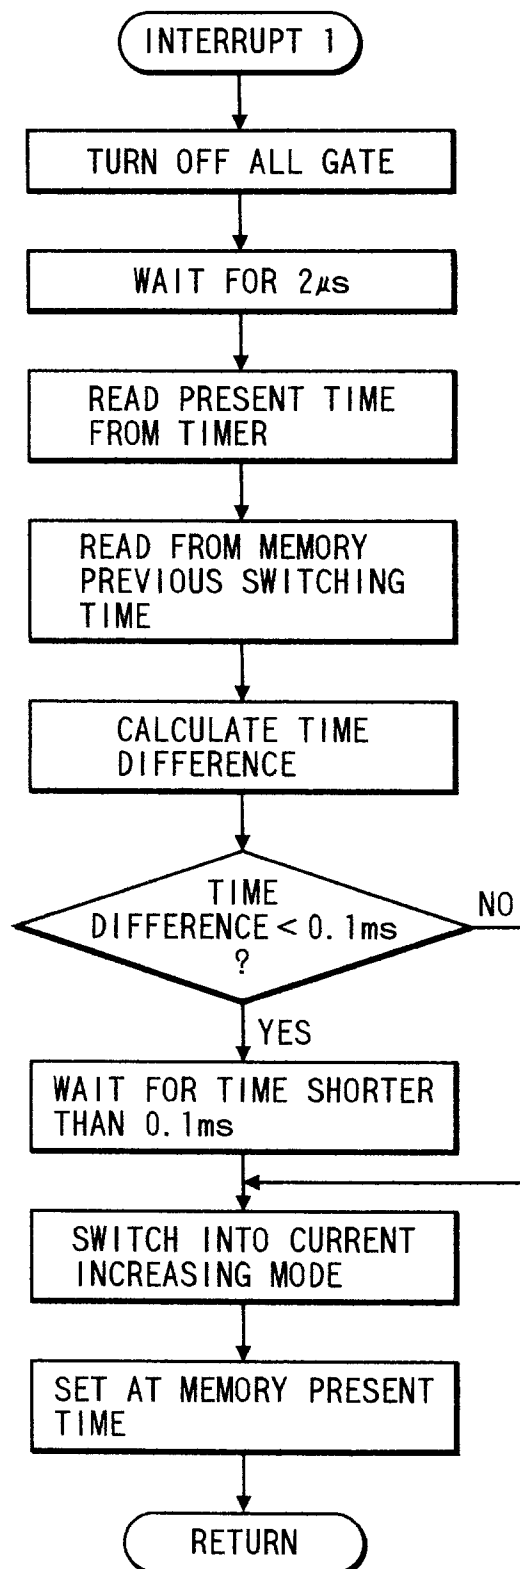 INTERRUPT 1
TURN OFF ALL GATE
WAIT FOR 2μs
READ PRESENT TIME
FROM TIMER
READ FROM MEMORY
PREVIOUS SWITCHING
TIME
CALCULATE TIME
DIFFERENCE
TIME
DIFFERENCE < 0.1ms
?
NO
YES
WAIT FOR TIME SHORTER
THAN 0.1ms
SWITCH INTO CURRENT
INCREASING MODE
SET AT MEMORY PRESENT
TIME
RETURN